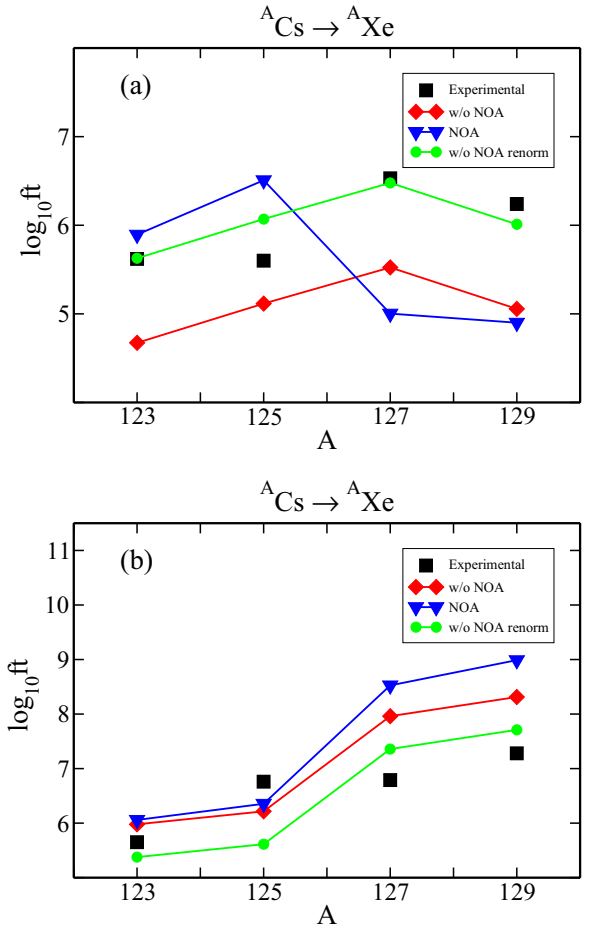 ᴬCs → ᴬXe
(a)
Experimental
w/o NOA
NOA
w/o NOA renorm
7
6
5
log₁₀ft
123 125 127 129
A
ᴬCs → ᴬXe
(b)
Experimental
w/o NOA
NOA
w/o NOA renorm
11
10
9
8
7
6
log₁₀ft
123 125 127 129
A